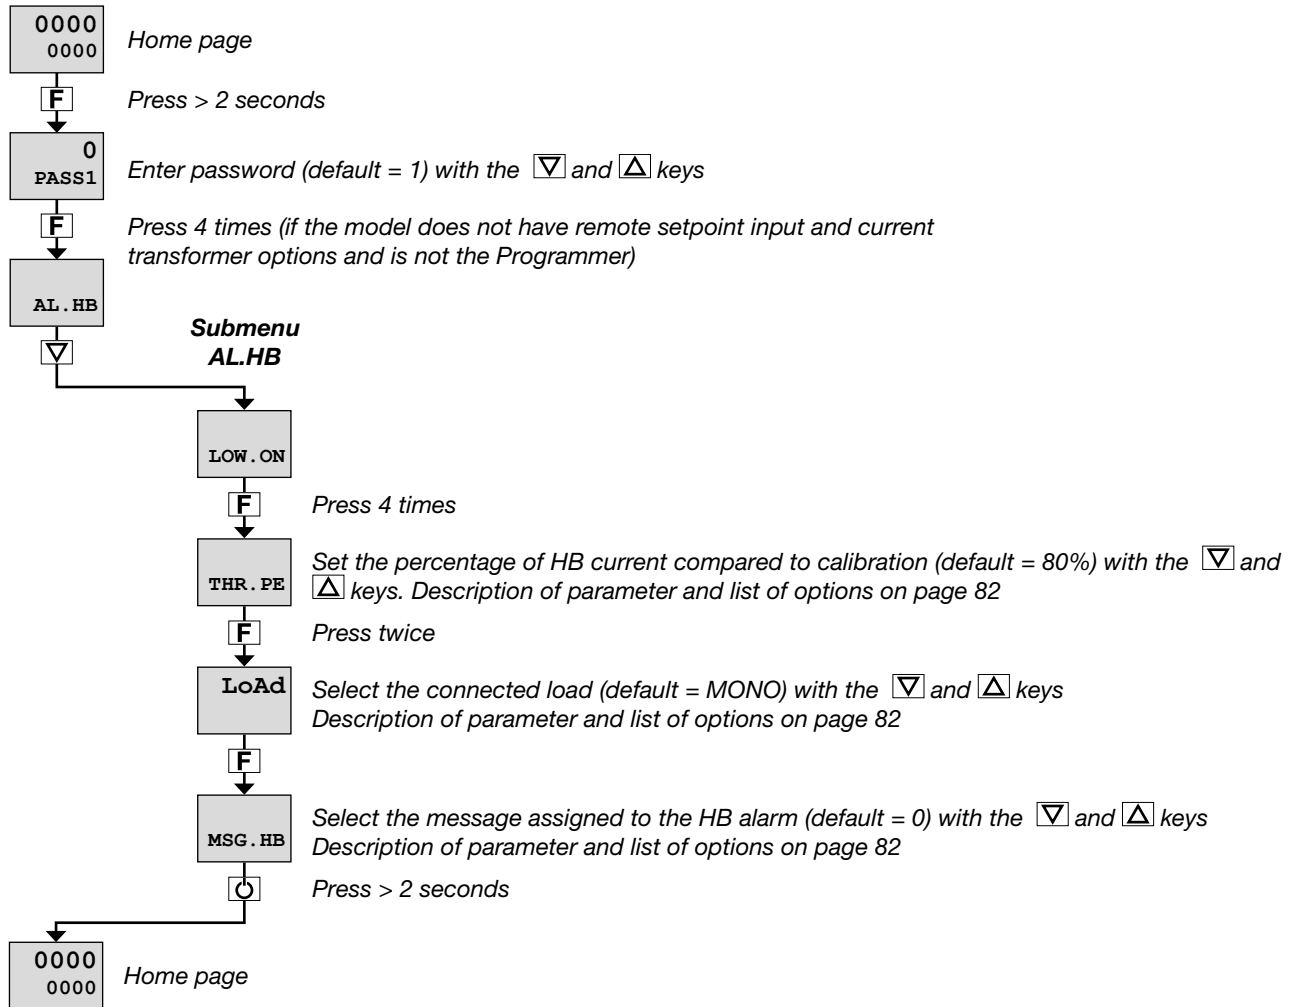 0000
0000
Home page
F
Press > 2 seconds
0
PASS1
Enter password (default = 1) with the ▽ and △ keys
F
Press 4 times (if the model does not have remote setpoint input and current
transformer options and is not the Programmer)
AL.HB
▽
Submenu
AL.HB
LOW.ON
F
Press 4 times
THR.PE
Set the percentage of HB current compared to calibration (default = 80%) with the ▽ and
△ keys. Description of parameter and list of options on page 82
F
Press twice
LoAd
Select the connected load (default = MONO) with the ▽ and △ keys
Description of parameter and list of options on page 82
F
MSG.HB
Select the message assigned to the HB alarm (default = 0) with the ▽ and △ keys
Description of parameter and list of options on page 82
Press > 2 seconds
0000
0000
Home page